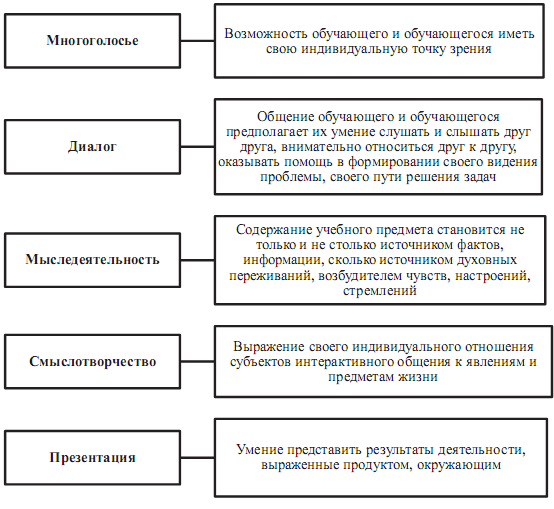 Многоголосье
Возможность обучающего и обучающегося иметь
свою индивидуальную точку зрения
Диалог
Общение обучающего и обучающегося
предполагает их умение слушать и слышать друг
друга, внимательно относиться друг к другу,
оказывать помощь в формировании своего видения
проблемы, своего пути решения задач
Мыследеятельность
Содержание учебного предмета становится не
только и не столько источником фактов,
информации, сколько источником духовных
переживаний, возбудителем чувств, настроений,
стремлений
Смыслотворчество
Выражение своего индивидуального отношения
субъектов интерактивного общения к явлениям и
предметам жизни
Презентация
Умение представить результаты деятельности,
выраженные продуктом, окружающим